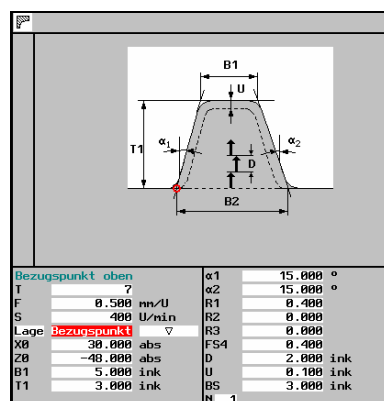 B1
U
α1
α2
T1
D
B2
Bezugspunkt oben
T 7
F 0.500 mm/U
S 400 U/min
Lage Bezugspunkt ▽
X0 30.000 abs
Z0 -48.000 abs
B1 5.000 ink
T1 3.000 ink
α1 15.000 °
α2 15.000 °
R1 0.400
R2 0.000
R3 0.000
FS4 0.400
D 2.000 ink
U 0.100 ink
BS 3.000 ink
N 1